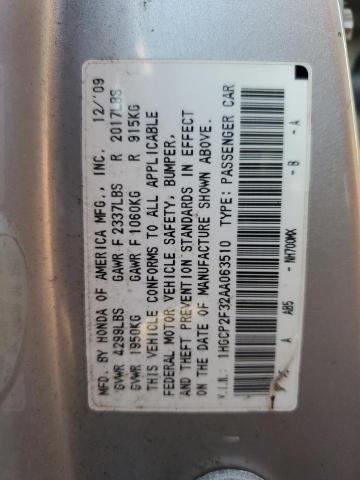 MFD. BY HONDA OF AMERICA MFG., INC. 12/'09
GVWR 4299LBS GAWR F 2337LBS R 2017LBS
GVWR 1950KG GAWR F 1060KG R 915KG
THIS VEHICLE CONFORMS TO ALL APPLICABLE
FEDERAL MOTOR VEHICLE SAFETY, BUMPER,
AND THEFT PREVENTION STANDARDS IN EFFECT
ON THE DATE OF MANUFACTURE SHOWN ABOVE.
V.I.N.: 1HGCP2F32AA063510 TYPE: PASSENGER CAR
A AB5 - NH700MX - B - A